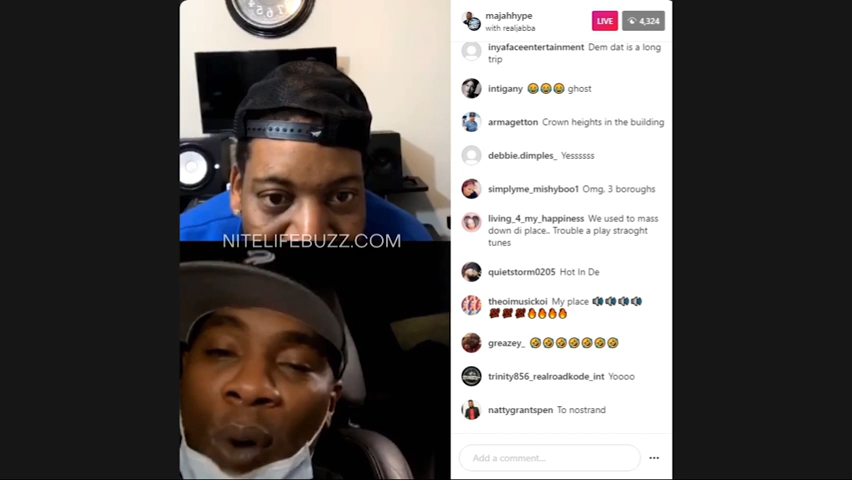 majahhype
with realjabba
LIVE
4,324
inyafaceentertainment Dem dat is a long
trip
intigany 😂😂😂 ghost
armagetton Crown heights in the building
debbie.dimples_ Yessssss
simplyme_mishyboo1 Omg, 3 boroughs
living_4_my_happiness We used to mass
down di place.. Trouble a play straoght
tunes
quietstorm0205 Hot In De
theoimusickoi My place 🔊🔊🔊🔊
🔥🔥🔥🔥
greazey_ 🤣🤣🤣🤣🤣🤣🤣
trinity856_realroadkode_int Yoooo
nattygrantspen To nostrand
Add a comment...
NITELIFEBUZZ.COM